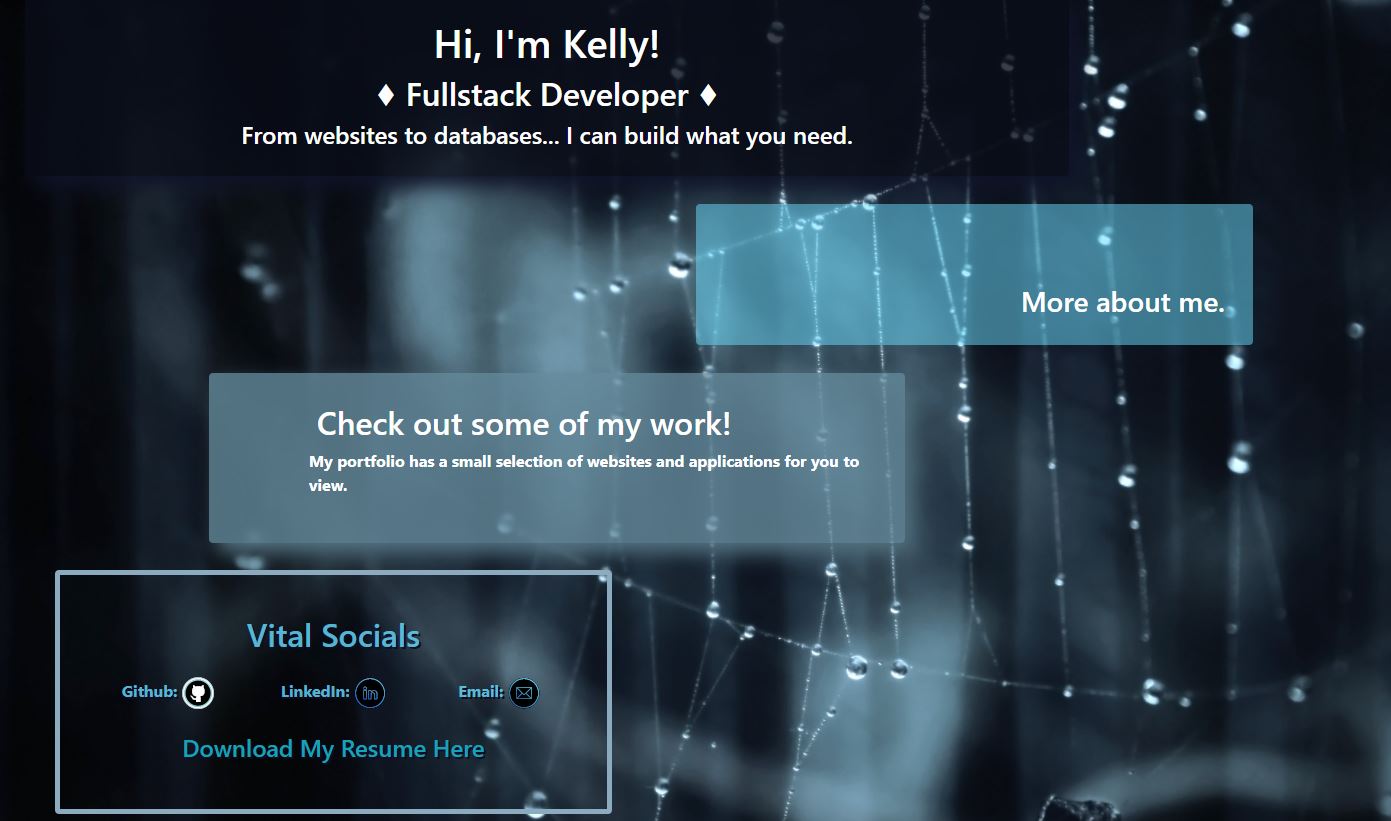 Hi, I'm Kelly!
♦ Fullstack Developer ♦
From websites to databases... I can build what you need.
More about me.
Check out some of my work!
My portfolio has a small selection of websites and applications for you to
view.
Vital Socials
Github: LinkedIn: in Email:
Download My Resume Here